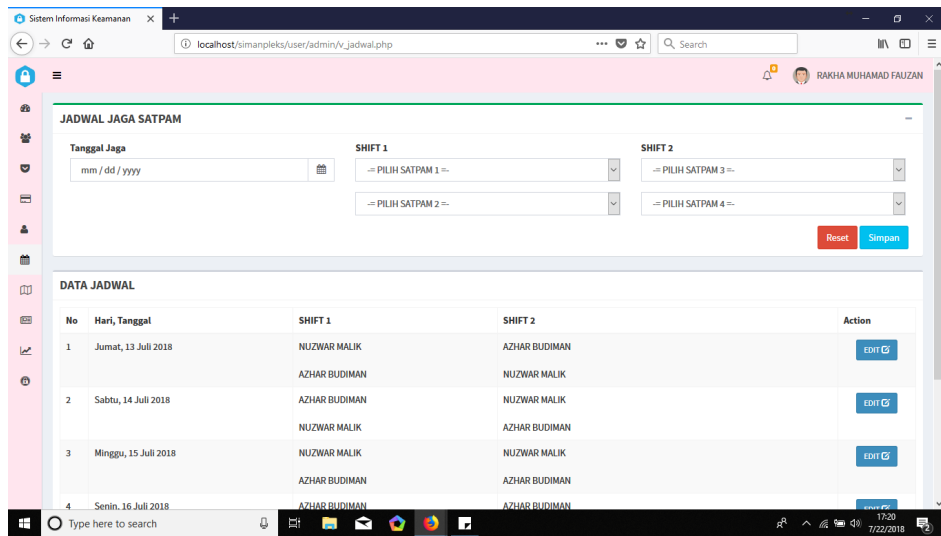 Sistem Informasi Keamanan
localhost/simanpleks/user/admin/v_jadwal.php
Search
RAKHA MUHAMAD FAUZAN
JADWAL JAGA SATPAM
Tanggal Jaga SHIFT 1 SHIFT 2
mm / dd / yyyy -= PILIH SATPAM 1 =- -= PILIH SATPAM 3 =-
-= PILIH SATPAM 2 =- -= PILIH SATPAM 4 =-
Reset Simpan
DATA JADWAL
No Hari, Tanggal SHIFT 1 SHIFT 2 Action
1 Jumat, 13 Juli 2018 NUZWAR MALIK AZHAR BUDIMAN EDIT
AZHAR BUDIMAN NUZWAR MALIK
2 Sabtu, 14 Juli 2018 AZHAR BUDIMAN NUZWAR MALIK EDIT
NUZWAR MALIK AZHAR BUDIMAN
3 Minggu, 15 Juli 2018 NUZWAR MALIK NUZWAR MALIK EDIT
AZHAR BUDIMAN AZHAR BUDIMAN
4 Senin, 16 Juli 2018 AZHAR BUDIMAN AZHAR BUDIMAN EDIT
Type here to search
17:20
7/22/2018
2